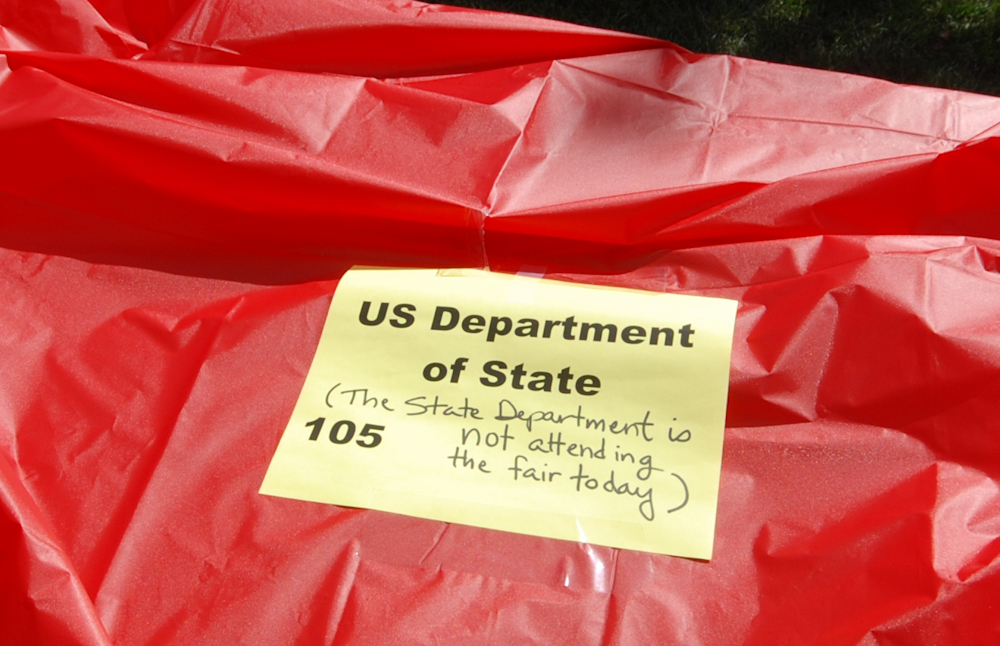 US Department
of State
(The State Department is
105 not attending
the fair today)